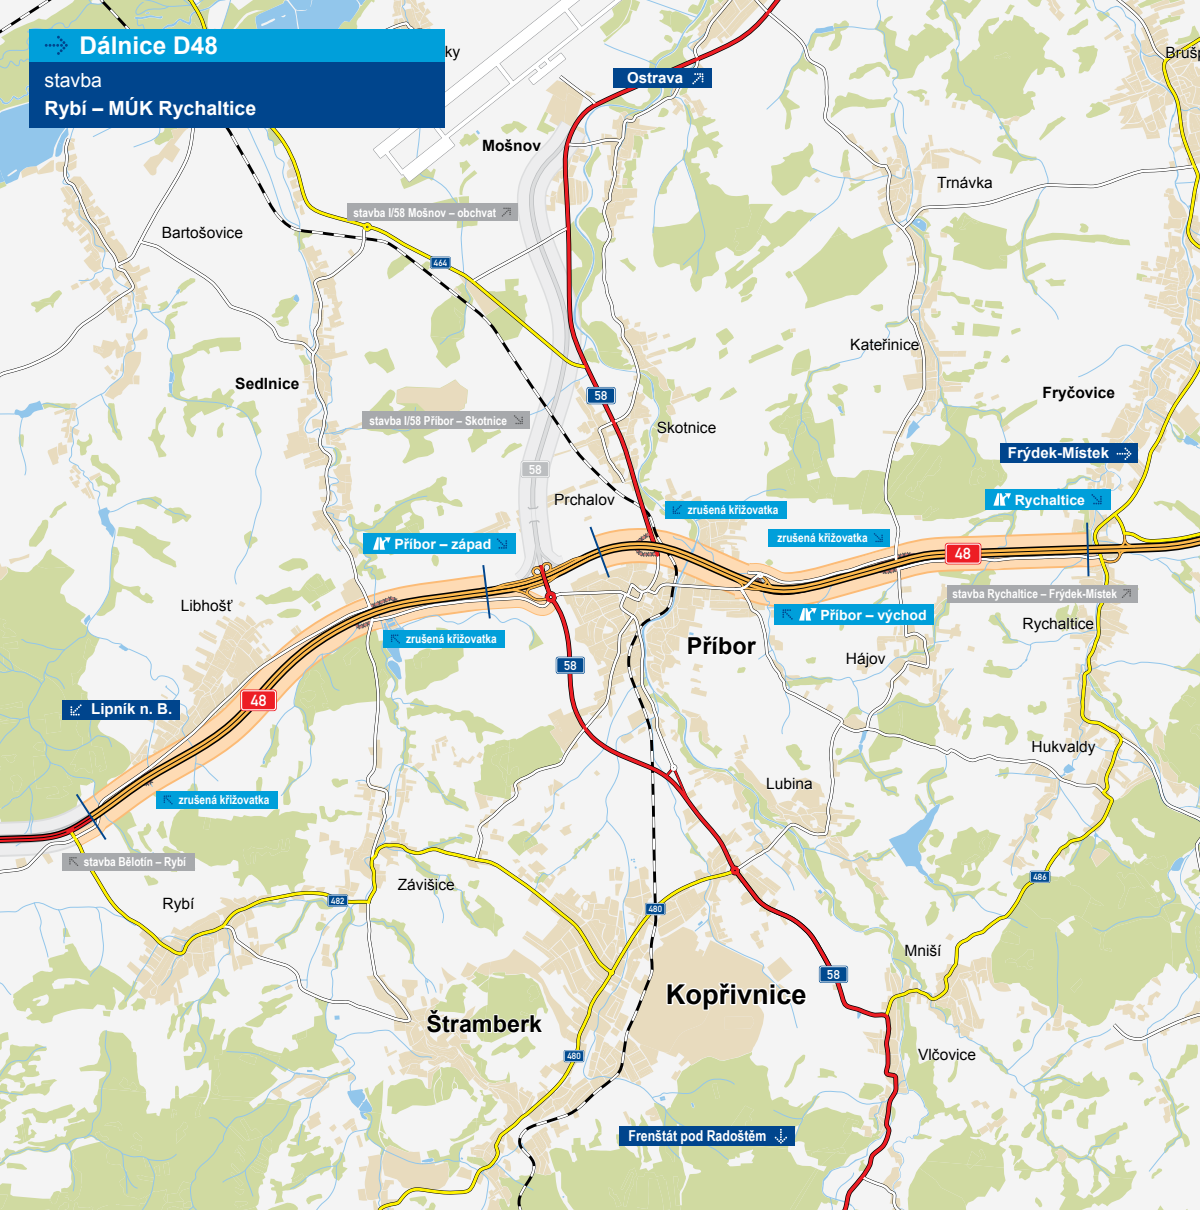 Dálnice D48
stavba
Rybí – MÚK Rychaltice
ky
Ostrava
Mošnov
Trnávka
stavba I/58 Mošnov – obchvat
Bartošovice
464
Kateřinice
Sedlnice
Fryčovice
58
stavba I/58 Příbor – Skotnice
Skotnice
Frýdek-Místek
58
Prchalov
Rychaltice
zrušená křižovatka
zrušená křižovatka
Příbor – západ
48
stavba Rychaltice – Frýdek-Místek
Libhošť
Příbor – východ
Rychaltice
zrušená křižovatka
Příbor
Hájov
58
48
Lipník n. B.
Hukvaldy
Lubina
zrušená křižovatka
stavba Bělotín – Rybí
486
Závišice
Rybí
482
480
Mniší
58
Kopřivnice
Štramberk
480
Vlčovice
Frenštát pod Radoštěm